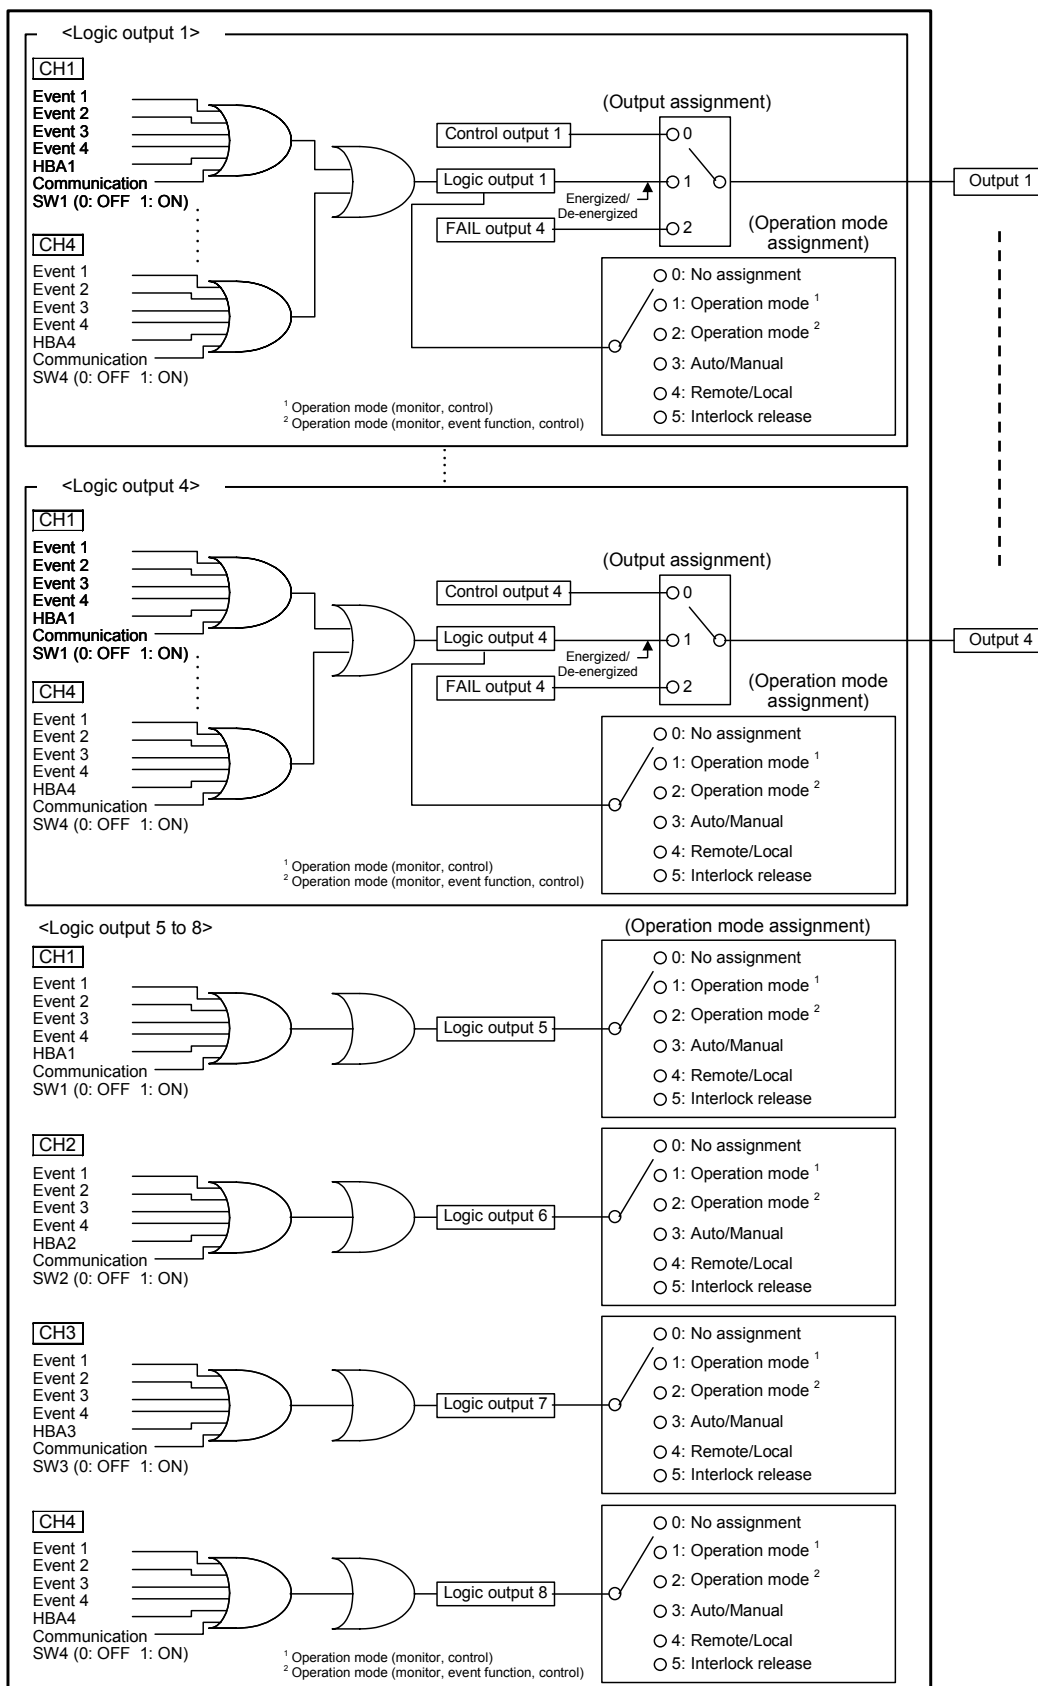 <Logic output 1>
CH1
Event 1
Event 2
Event 3
Event 4
HBA1
Communication
SW1 (0: OFF 1: ON)
CH4
Event 1
Event 2
Event 3
Event 4
HBA4
Communication
SW4 (0: OFF 1: ON)
(Output assignment)
Control output 1
0
Logic output 1
1
Energized/
De-energized
FAIL output 4
2
Output 1
(Operation mode
assignment)
0: No assignment
1: Operation mode 1
2: Operation mode 2
3: Auto/Manual
4: Remote/Local
5: Interlock release
1 Operation mode (monitor, control)
2 Operation mode (monitor, event function, control)
<Logic output 4>
CH1
Event 1
Event 2
Event 3
Event 4
HBA1
Communication
SW1 (0: OFF 1: ON)
CH4
Event 1
Event 2
Event 3
Event 4
HBA4
Communication
SW4 (0: OFF 1: ON)
(Output assignment)
Control output 4
0
Logic output 4
1
Energized/
De-energized
FAIL output 4
2
Output 4
(Operation mode
assignment)
0: No assignment
1: Operation mode 1
2: Operation mode 2
3: Auto/Manual
4: Remote/Local
5: Interlock release
1 Operation mode (monitor, control)
2 Operation mode (monitor, event function, control)
<Logic output 5 to 8>
(Operation mode assignment)
CH1
Event 1
Event 2
Event 3
Event 4
HBA1
Communication
SW1 (0: OFF 1: ON)
Logic output 5
0: No assignment
1: Operation mode 1
2: Operation mode 2
3: Auto/Manual
4: Remote/Local
5: Interlock release
CH2
Event 1
Event 2
Event 3
Event 4
HBA2
Communication
SW2 (0: OFF 1: ON)
Logic output 6
0: No assignment
1: Operation mode 1
2: Operation mode 2
3: Auto/Manual
4: Remote/Local
5: Interlock release
CH3
Event 1
Event 2
Event 3
Event 4
HBA3
Communication
SW3 (0: OFF 1: ON)
Logic output 7
0: No assignment
1: Operation mode 1
2: Operation mode 2
3: Auto/Manual
4: Remote/Local
5: Interlock release
CH4
Event 1
Event 2
Event 3
Event 4
HBA4
Communication
SW4 (0: OFF 1: ON)
Logic output 8
0: No assignment
1: Operation mode 1
2: Operation mode 2
3: Auto/Manual
4: Remote/Local
5: Interlock release
1 Operation mode (monitor, control)
2 Operation mode (monitor, event function, control)